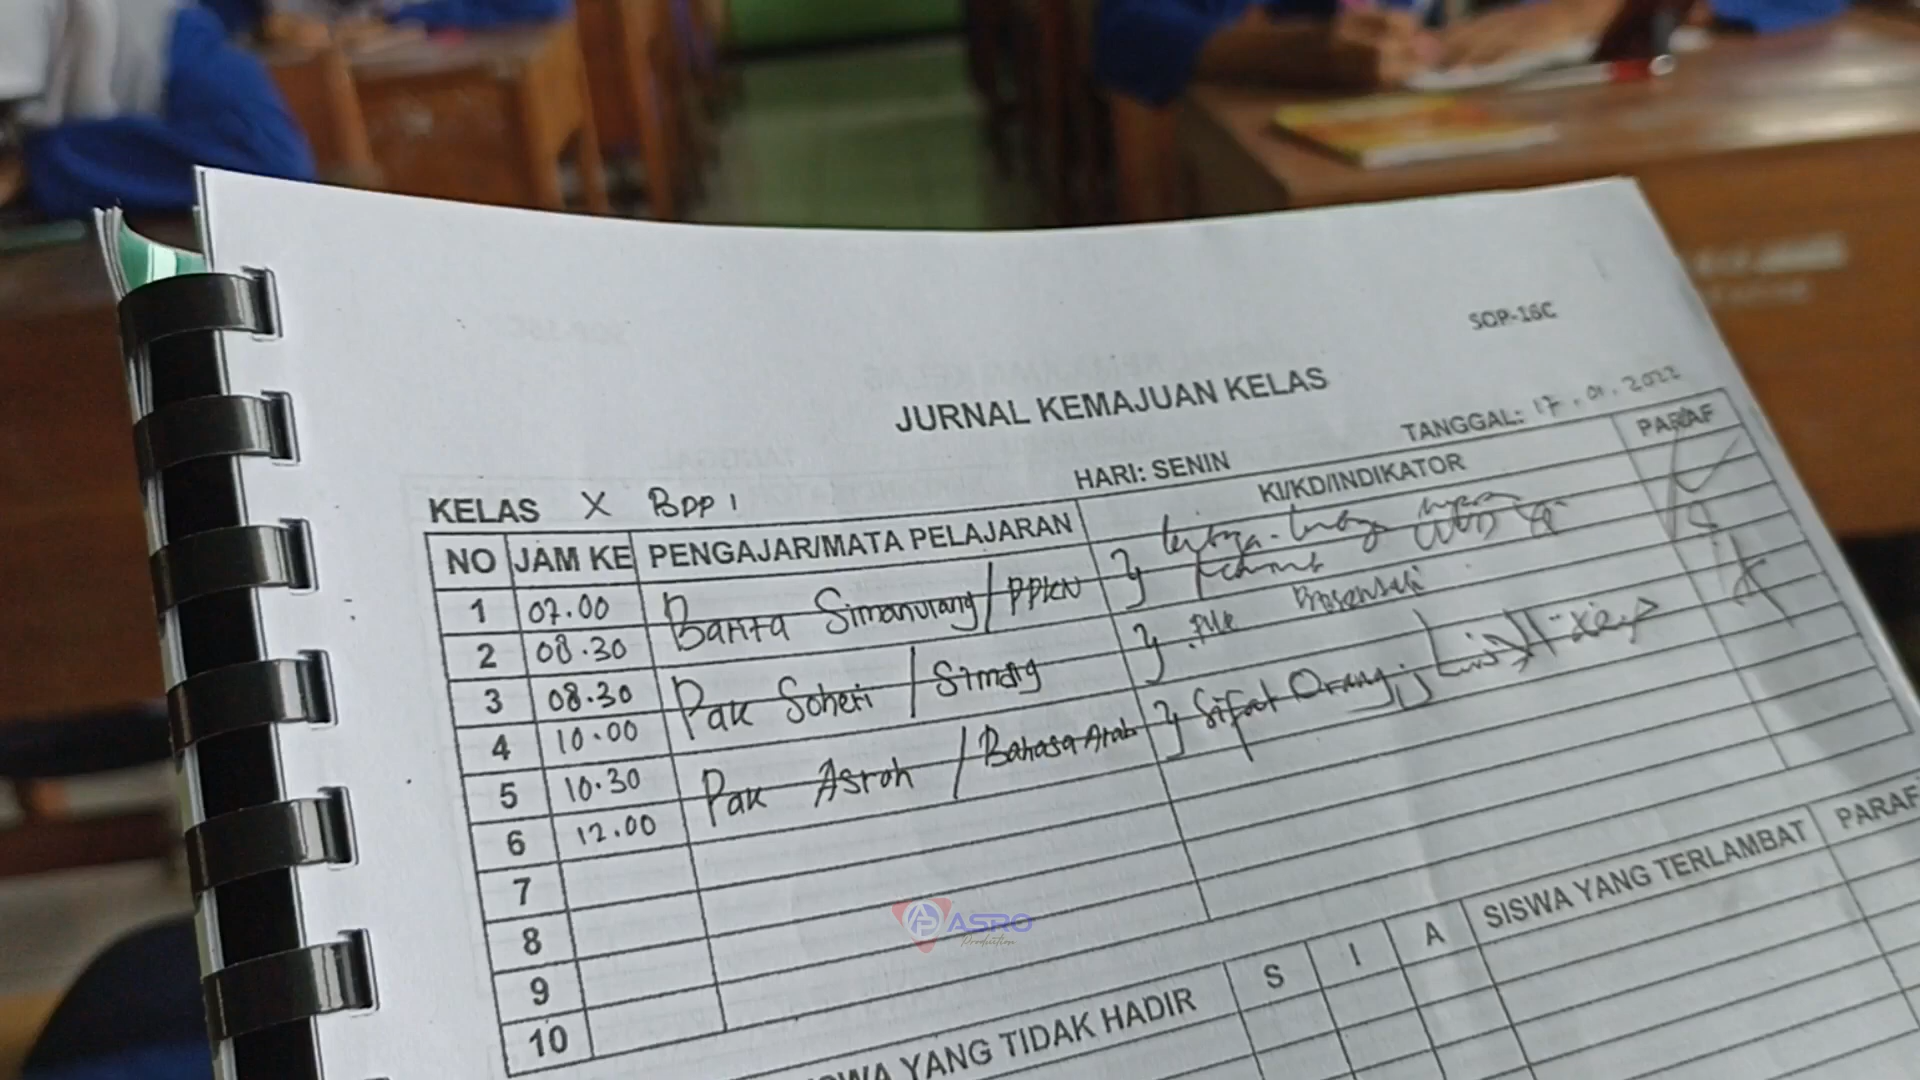 SOP-16C
JURNAL KEMAJUAN KELAS
KELAS X BDP 1 HARI: SENIN TANGGAL: 17.01.2022
NO JAM KE PENGAJAR/MATA PELAJARAN KI/KD/INDIKATOR PARAF
1 07.00 Barita Simanurang/PPKN
2 08.30
3 08.30 Pak Soheri / Simdig
4 10.00
5 10.30 Pak Asroh / Bahasa Arab Sifat Orang
6 12.00
7
8
9
10
SISWA YANG TIDAK HADIR S I A SISWA YANG TERLAMBAT PARAF
ASRO
Production